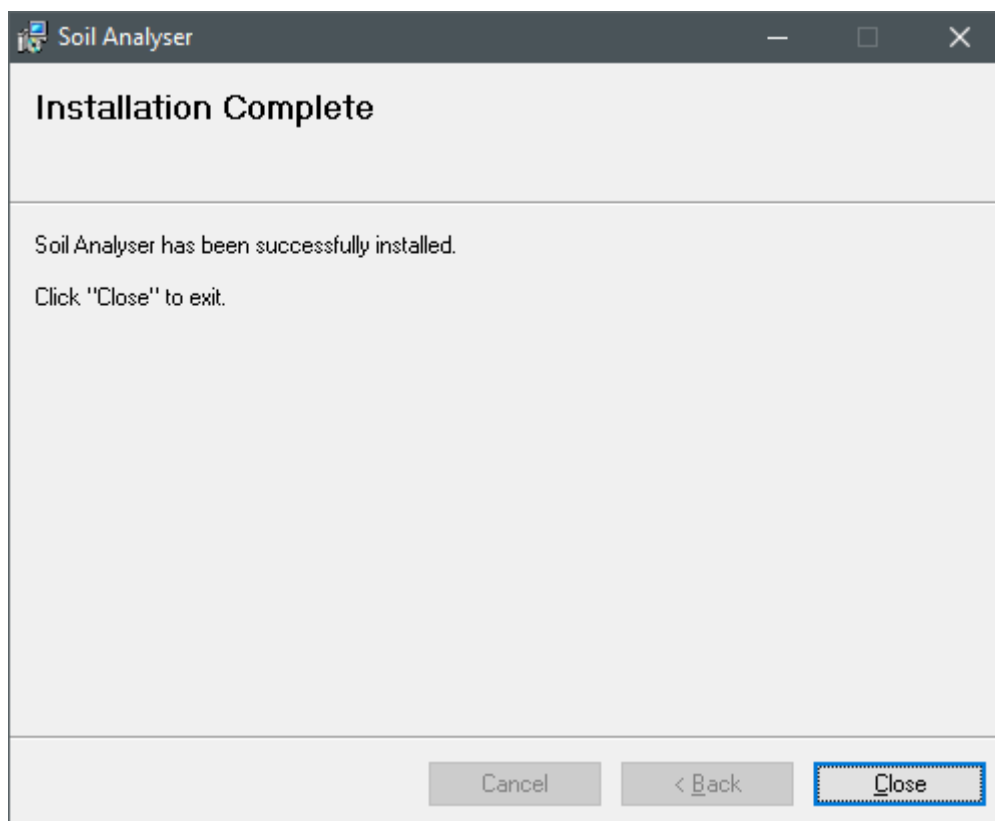 Soil Analyser
Installation Complete
Soil Analyser has been successfully installed.
Click "Close" to exit.
Cancel
< Back
Close